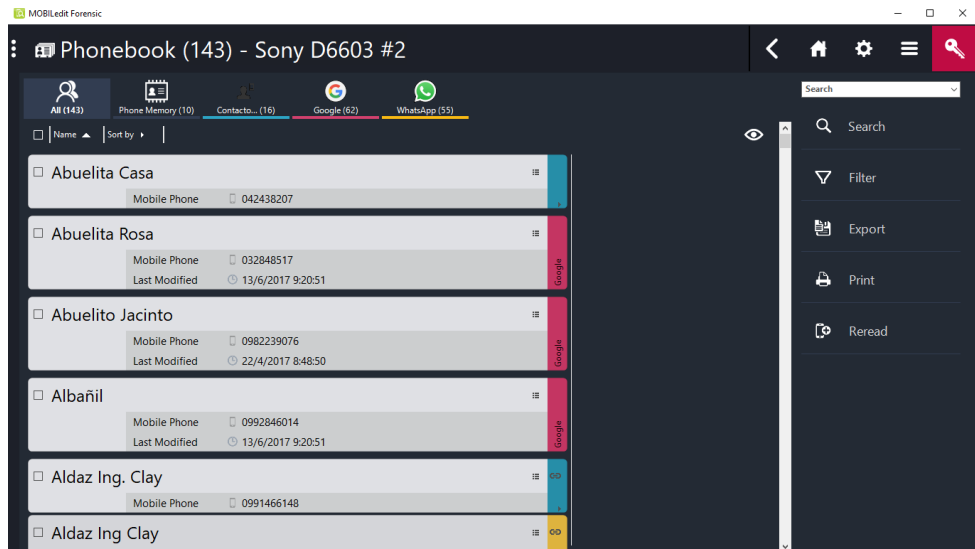 MOBILedit Forensic
Phonebook (143) - Sony D6603 #2
All (143)
Phone Memory (10)
Contacto... (16)
Google (62)
WhatsApp (55)
Name
Sort by
Search
Search
Filter
Export
Print
Reread
Abuelita Casa
Mobile Phone 042438207
Abuelita Rosa
Mobile Phone 032848517
Last Modified 13/6/2017 9:20:51
Google
Abuelito Jacinto
Mobile Phone 0982239076
Last Modified 22/4/2017 8:48:50
Google
Albañil
Mobile Phone 0992846014
Last Modified 13/6/2017 9:20:51
Google
Aldaz Ing. Clay
Mobile Phone 0991466148
Aldaz Ing Clay